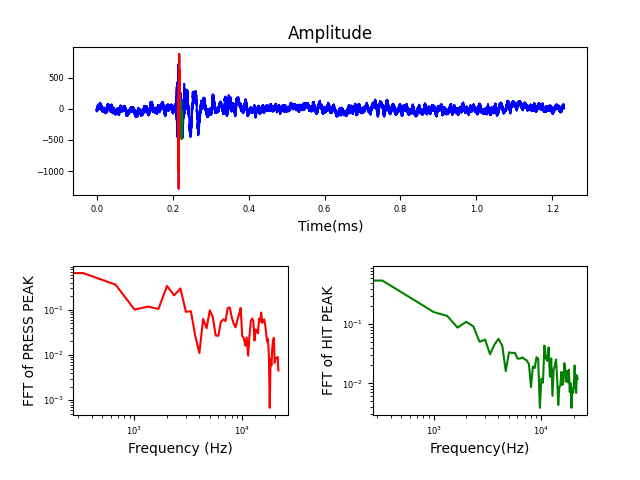 Amplitude
500
0
−500
−1000
0.0 0.2 0.4 0.6 0.8 1.0 1.2
Time(ms)
FFT of PRESS PEAK
10⁻¹
10⁻²
10⁻³
10³ 10⁴
Frequency (Hz)
FFT of HIT PEAK
10⁻¹
10⁻²
10³ 10⁴
Frequency(Hz)